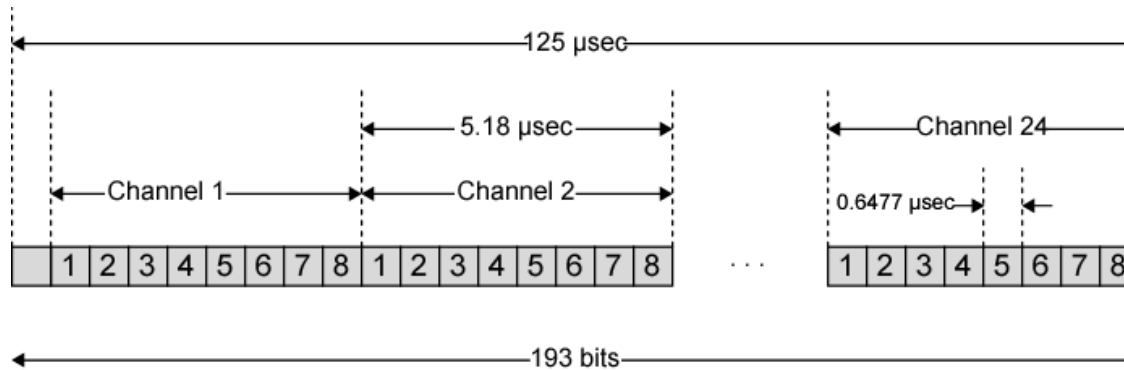 125 µsec
5.18 µsec
Channel 24
Channel 1
Channel 2
0.6477 µsec
1 2 3 4 5 6 7 8 1 2 3 4 5 6 7 8 . . . 1 2 3 4 5 6 7 8
193 bits